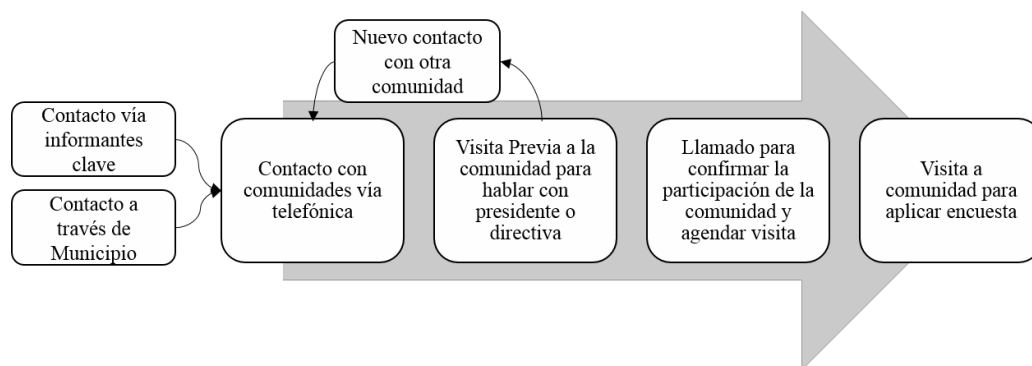 Nuevo contacto
con otra
comunidad
Contacto vía
informantes
clave
Contacto a
través de
Municipio
Contacto con
comunidades vía
telefónica
Visita Previa a la
comunidad para
hablar con
presidente o
directiva
Llamado para
confirmar la
participación de la
comunidad y
agendar visita
Visita a
comunidad para
aplicar encuesta